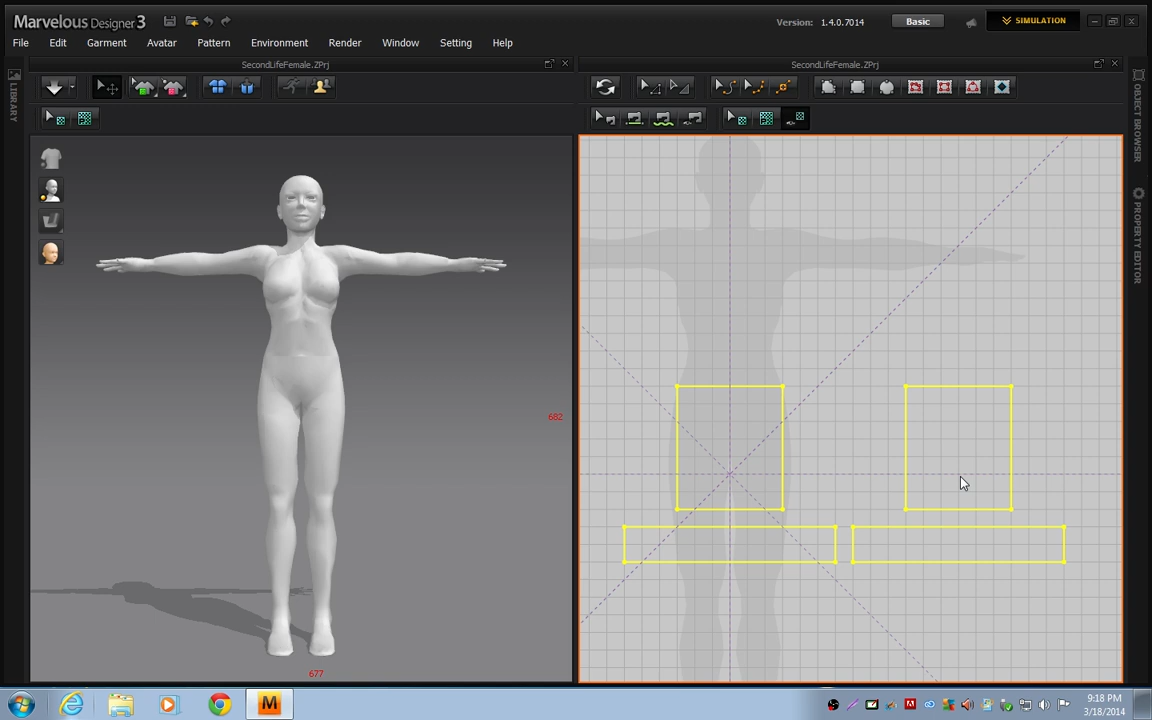 Marvelous Designer 3
Version: 1.4.0.7014
Basic
SIMULATION
File Edit Garment Avatar Pattern Environment Render Window Setting Help
SecondLifeFemale.ZPrj
SecondLifeFemale.ZPrj
LIBRARY
OBJECT BROWSER
PROPERTY EDITOR
682
677
M
9:18 PM
3/18/2014